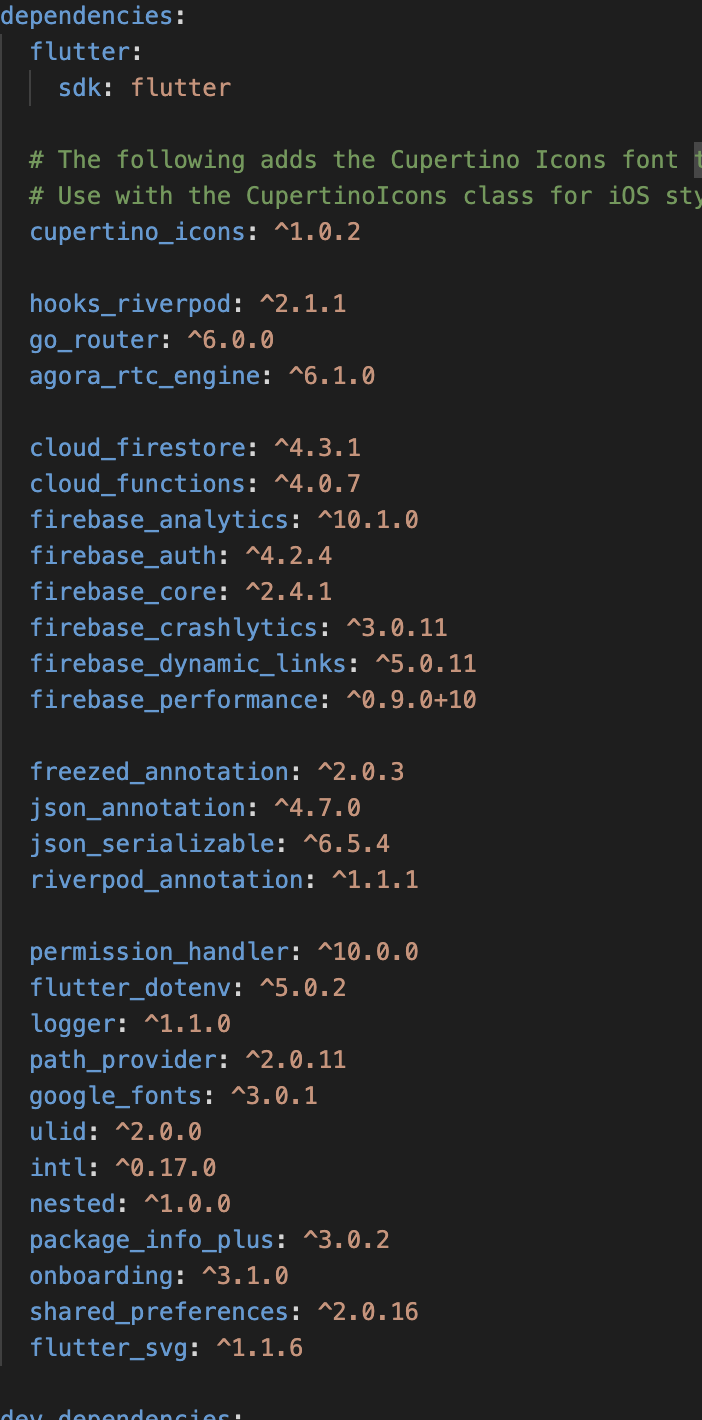 dependencies:
flutter:
sdk: flutter
# The following adds the Cupertino Icons font
# Use with the CupertinoIcons class for iOS
cupertino_icons: ^1.0.2
hooks_riverpod: ^2.1.1
go_router: ^6.0.0
agora_rtc_engine: ^6.1.0
cloud_firestore: ^4.3.1
cloud_functions: ^4.0.7
firebase_analytics: ^10.1.0
firebase_auth: ^4.2.4
firebase_core: ^2.4.1
firebase_crashlytics: ^3.0.11
firebase_dynamic_links: ^5.0.11
firebase_performance: ^0.9.0+10
freezed_annotation: ^2.0.3
json_annotation: ^4.7.0
json_serializable: ^6.5.4
riverpod_annotation: ^1.1.1
permission_handler: ^10.0.0
flutter_dotenv: ^5.0.2
logger: ^1.1.0
path_provider: ^2.0.11
google_fonts: ^3.0.1
ulid: ^2.0.0
intl: ^0.17.0
nested: ^1.0.0
package_info_plus: ^3.0.2
onboarding: ^3.1.0
shared_preferences: ^2.0.16
flutter_svg: ^1.1.6
dev_dependencies: